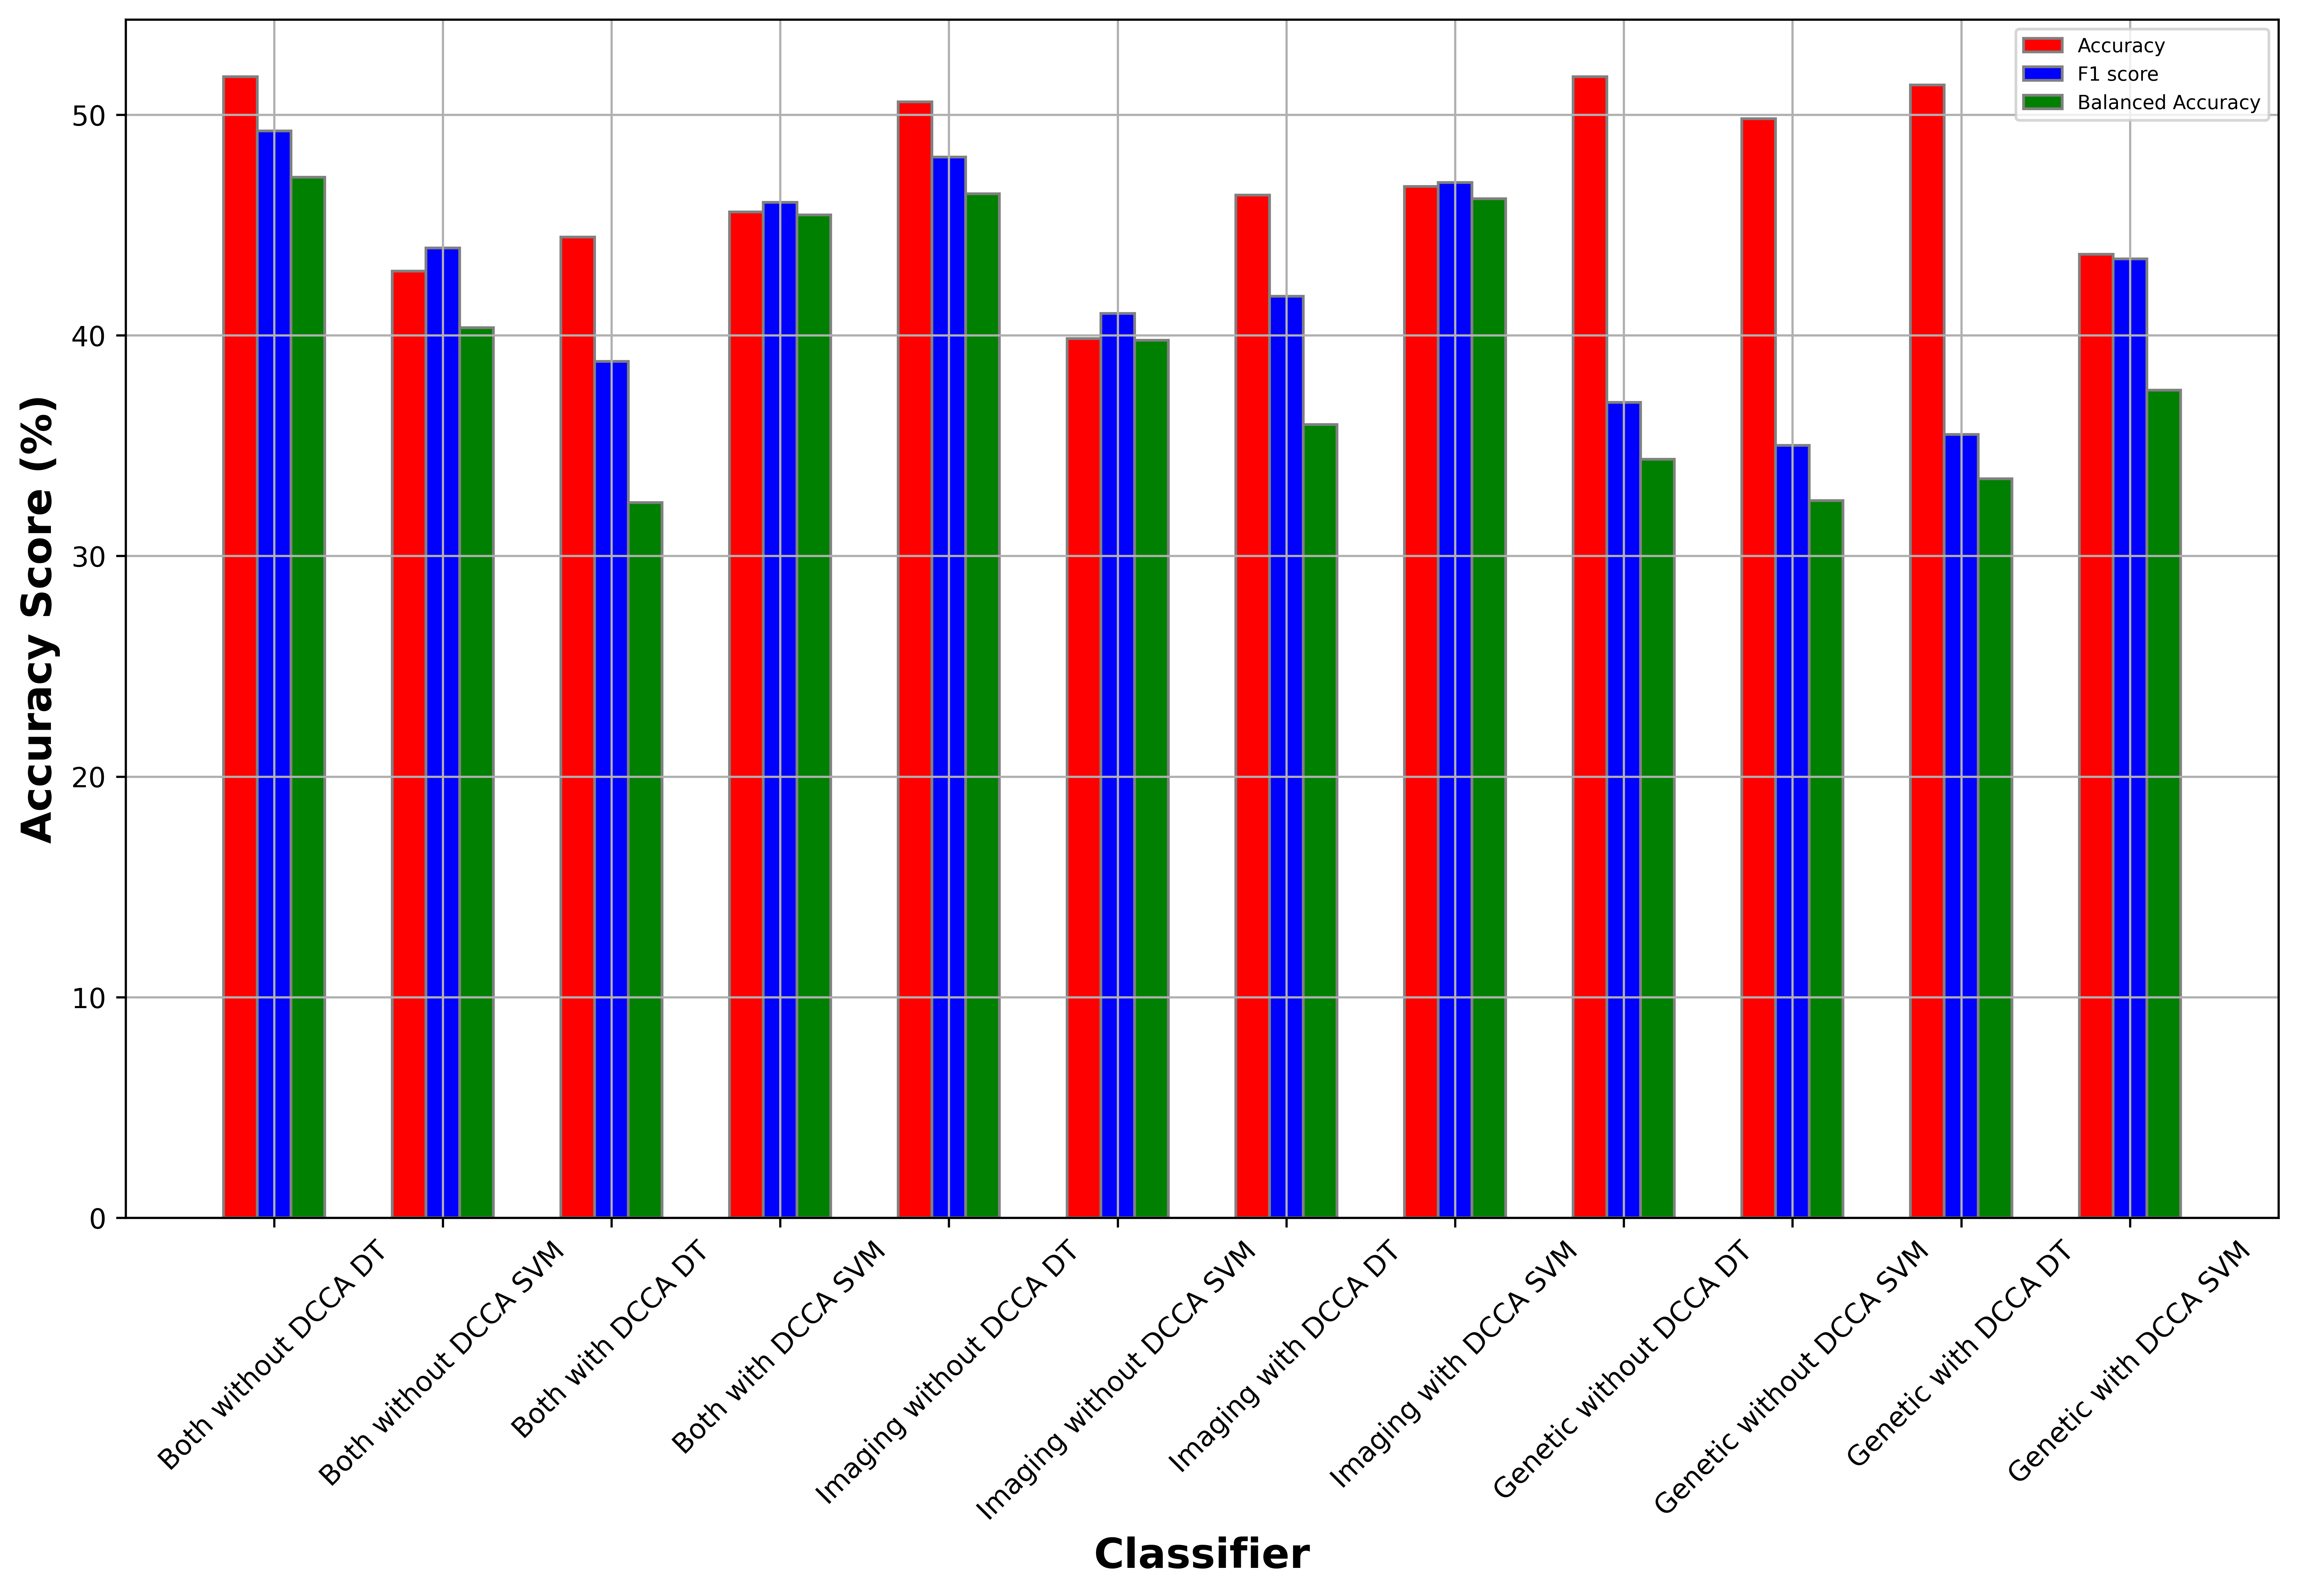 Accuracy
F1 score
Balanced Accuracy
Accuracy Score (%)
50
40
30
20
10
0
Both without DCCA DT
Both without DCCA SVM
Both with DCCA DT
Both with DCCA SVM
Imaging without DCCA DT
Imaging without DCCA SVM
Imaging with DCCA DT
Imaging with DCCA SVM
Genetic without DCCA DT
Genetic without DCCA SVM
Genetic with DCCA DT
Genetic with DCCA SVM
Classifier